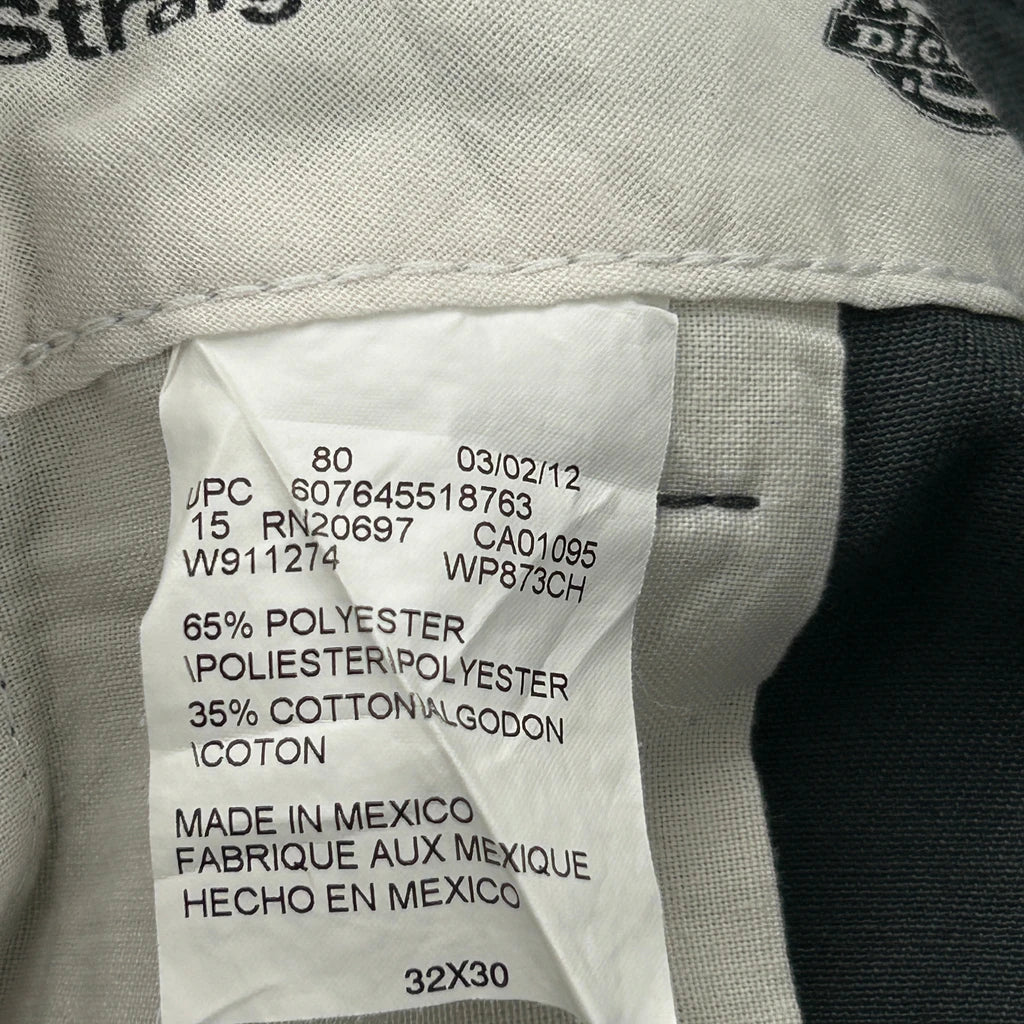 80 03/02/12
UPC 607645518763
15 RN20697 CA01095
W911274 WP873CH
65% POLYESTER
\POLIESTER\POLYESTER
35% COTTON\ALGODON
\COTON
MADE IN MEXICO
FABRIQUE AUX MEXIQUE
HECHO EN MEXICO
32X30